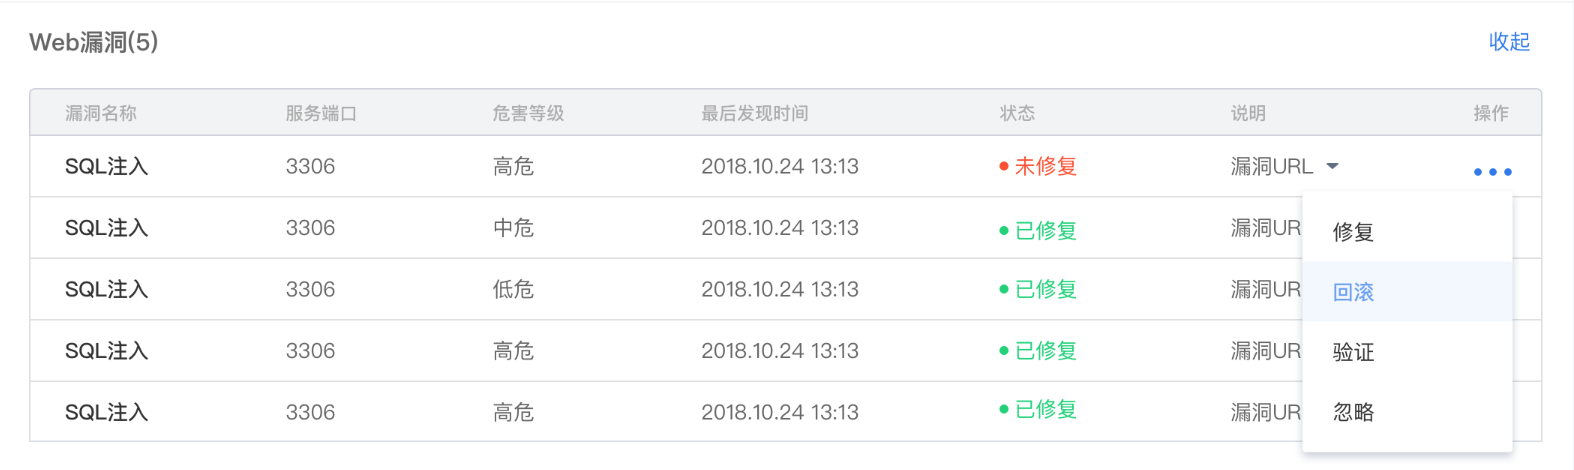 Web漏洞(5) 收起
漏洞名称 服务端口 危害等级 最后发现时间 状态 说明 操作
SQL注入 3306 高危 2018.10.24 13:13 未修复 漏洞URL
SQL注入 3306 中危 2018.10.24 13:13 已修复 漏洞UR
修复
SQL注入 3306 低危 2018.10.24 13:13 已修复 漏洞UR
回滚
SQL注入 3306 高危 2018.10.24 13:13 已修复 漏洞UR
验证
SQL注入 3306 高危 2018.10.24 13:13 已修复 漏洞UR
忽略